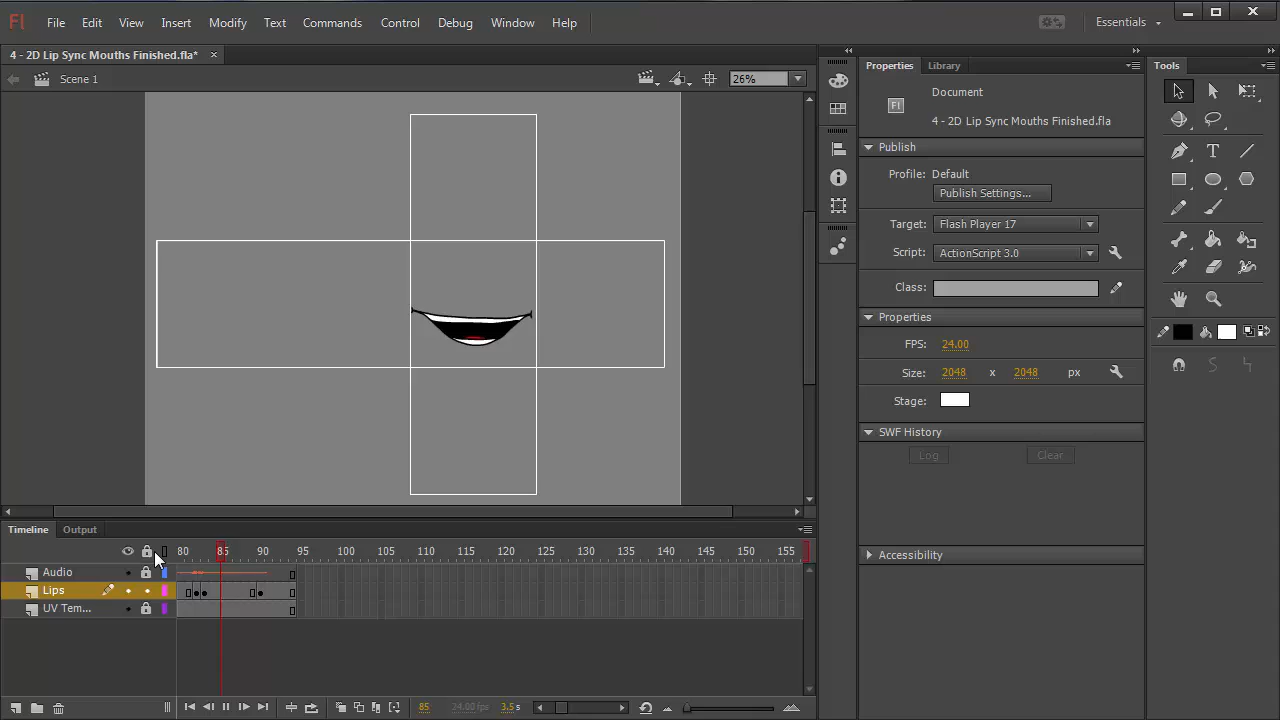 Fl File Edit View Insert Modify Text Commands Control Debug Window Help Essentials
4 - 2D Lip Sync Mouths Finished.fla*
Scene 1 26%
Properties Library Tools
Document
Fl 4 - 2D Lip Sync Mouths Finished.fla
Publish
Profile: Default
Publish Settings...
Target: Flash Player 17
Script: ActionScript 3.0
Class:
Properties
FPS: 24.00
Size: 2048 x 2048 px
Stage:
SWF History
Log Clear
Accessibility
Timeline Output
80 85 90 95 100 105 110 115 120 125 130 135 140 145 150 155
Audio
Lips
UV Tem...
85 24.00 fps 3.5 s